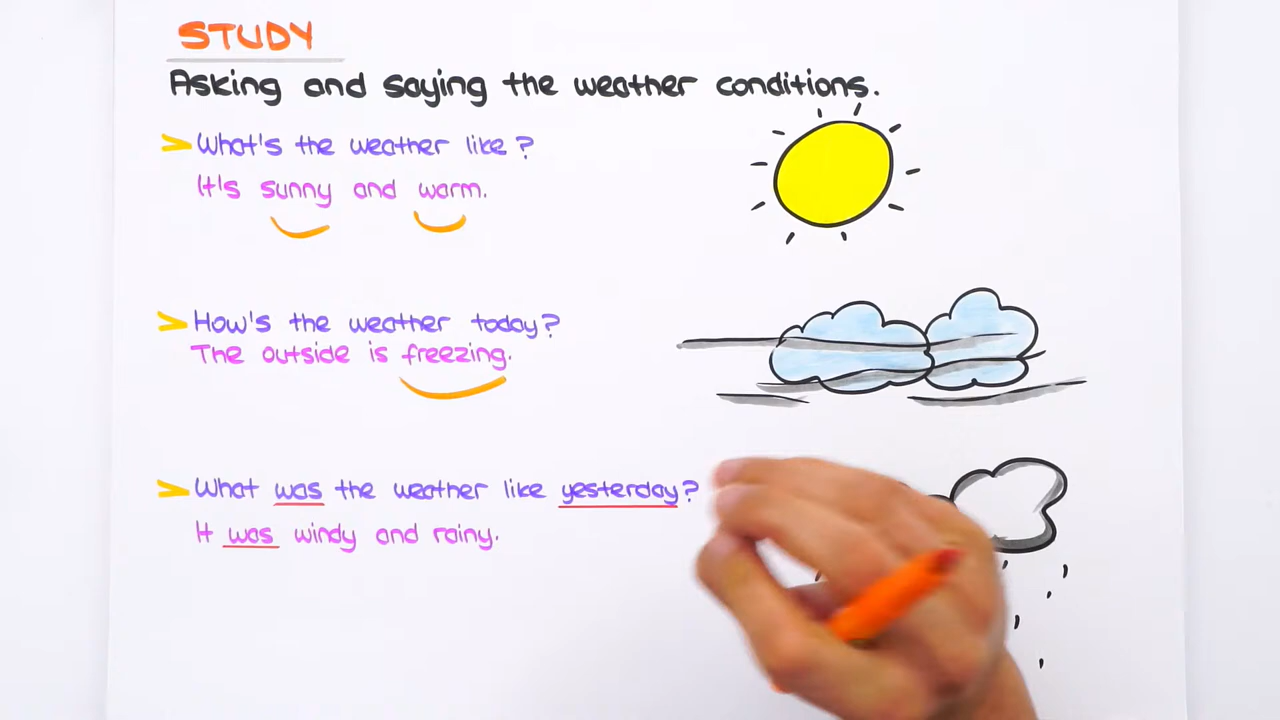 STUDY
Asking and saying the weather conditions.
> What's the weather like?
It's sunny and warm.
> How's the weather today?
The outside is freezing.
> What was the weather like yesterday?
It was windy and rainy.